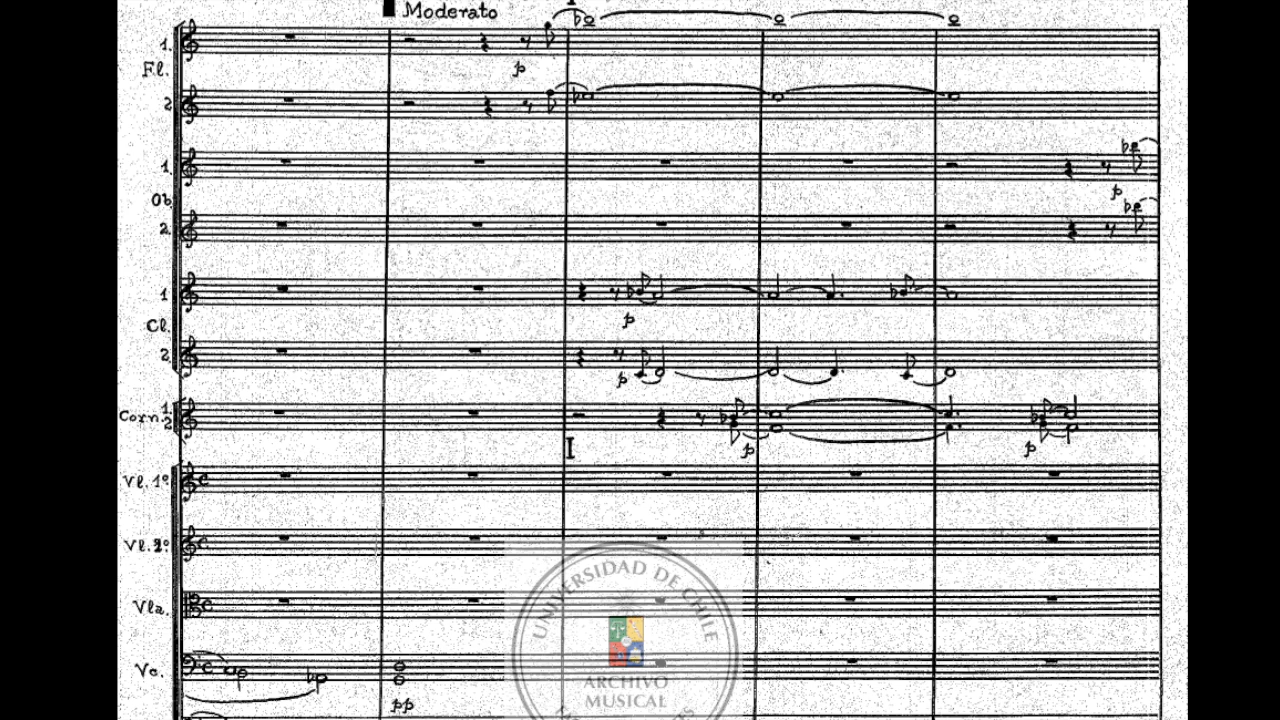 Moderato
1.
Fl.
p
2
1.
p
Ob.
2.
1
Cl.
p
2.
p
Corn. 1.
2.
p
p
I
Vl. 1º
Vl. 2º
UNIVERSIDAD DE CHILE
Vla.
Vc.
ARCHIVO
MUSICAL
pp